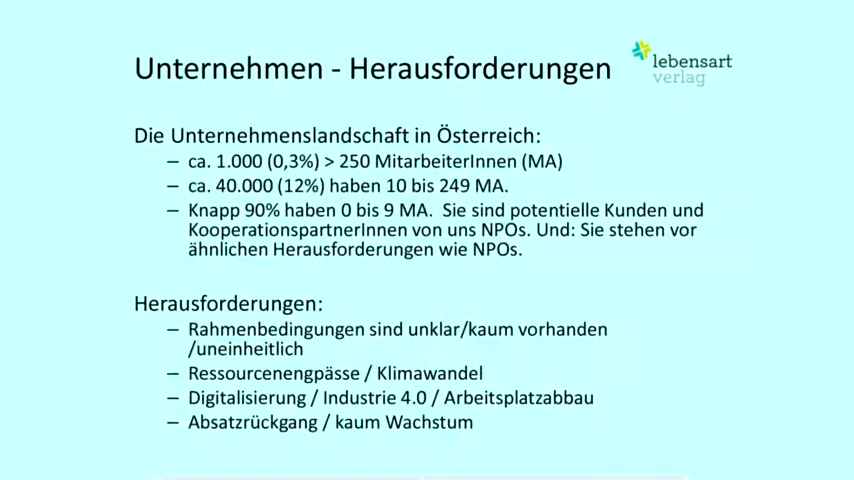 Unternehmen - Herausforderungen
lebensart
verlag
Die Unternehmenslandschaft in Österreich:
– ca. 1.000 (0,3%) > 250 MitarbeiterInnen (MA)
– ca. 40.000 (12%) haben 10 bis 249 MA.
– Knapp 90% haben 0 bis 9 MA.  Sie sind potentielle Kunden und
KooperationspartnerInnen von uns NPOs. Und: Sie stehen vor
ähnlichen Herausforderungen wie NPOs.
Herausforderungen:
– Rahmenbedingungen sind unklar/kaum vorhanden
/uneinheitlich
– Ressourcenengpässe / Klimawandel
– Digitalisierung / Industrie 4.0 / Arbeitsplatzabbau
– Absatzrückgang / kaum Wachstum